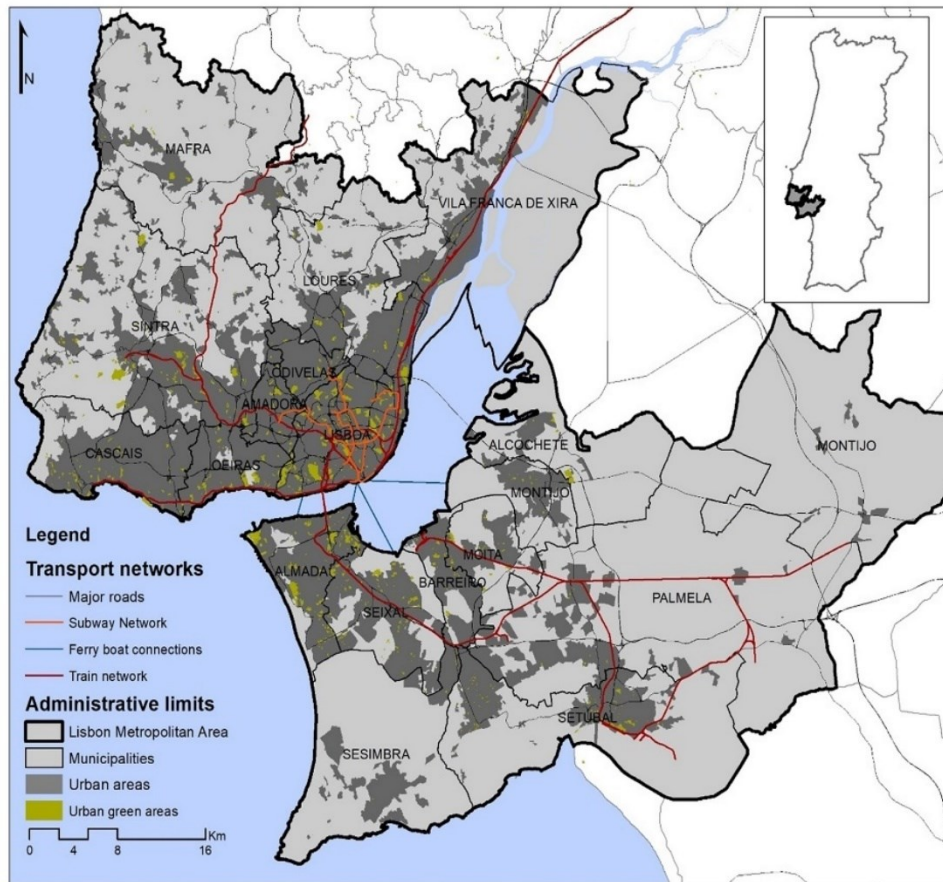 N
MAFRA
VILA FRANCA DE XIRA
LOURES
SINTRA
ODIVELAS
AMADORA
LISBOA
CASCAIS
OEIRAS
ALCOCHETE
MONTIJO
MONTIJO
MOITA
ALMADA
BARREIRO
SEIXAL
PALMELA
SETÚBAL
SESIMBRA
Legend
Transport networks
Major roads
Subway Network
Ferry boat connections
Train network
Administrative limits
Lisbon Metropolitan Area
Municipalities
Urban areas
Urban green areas
Km
0 4 8 16